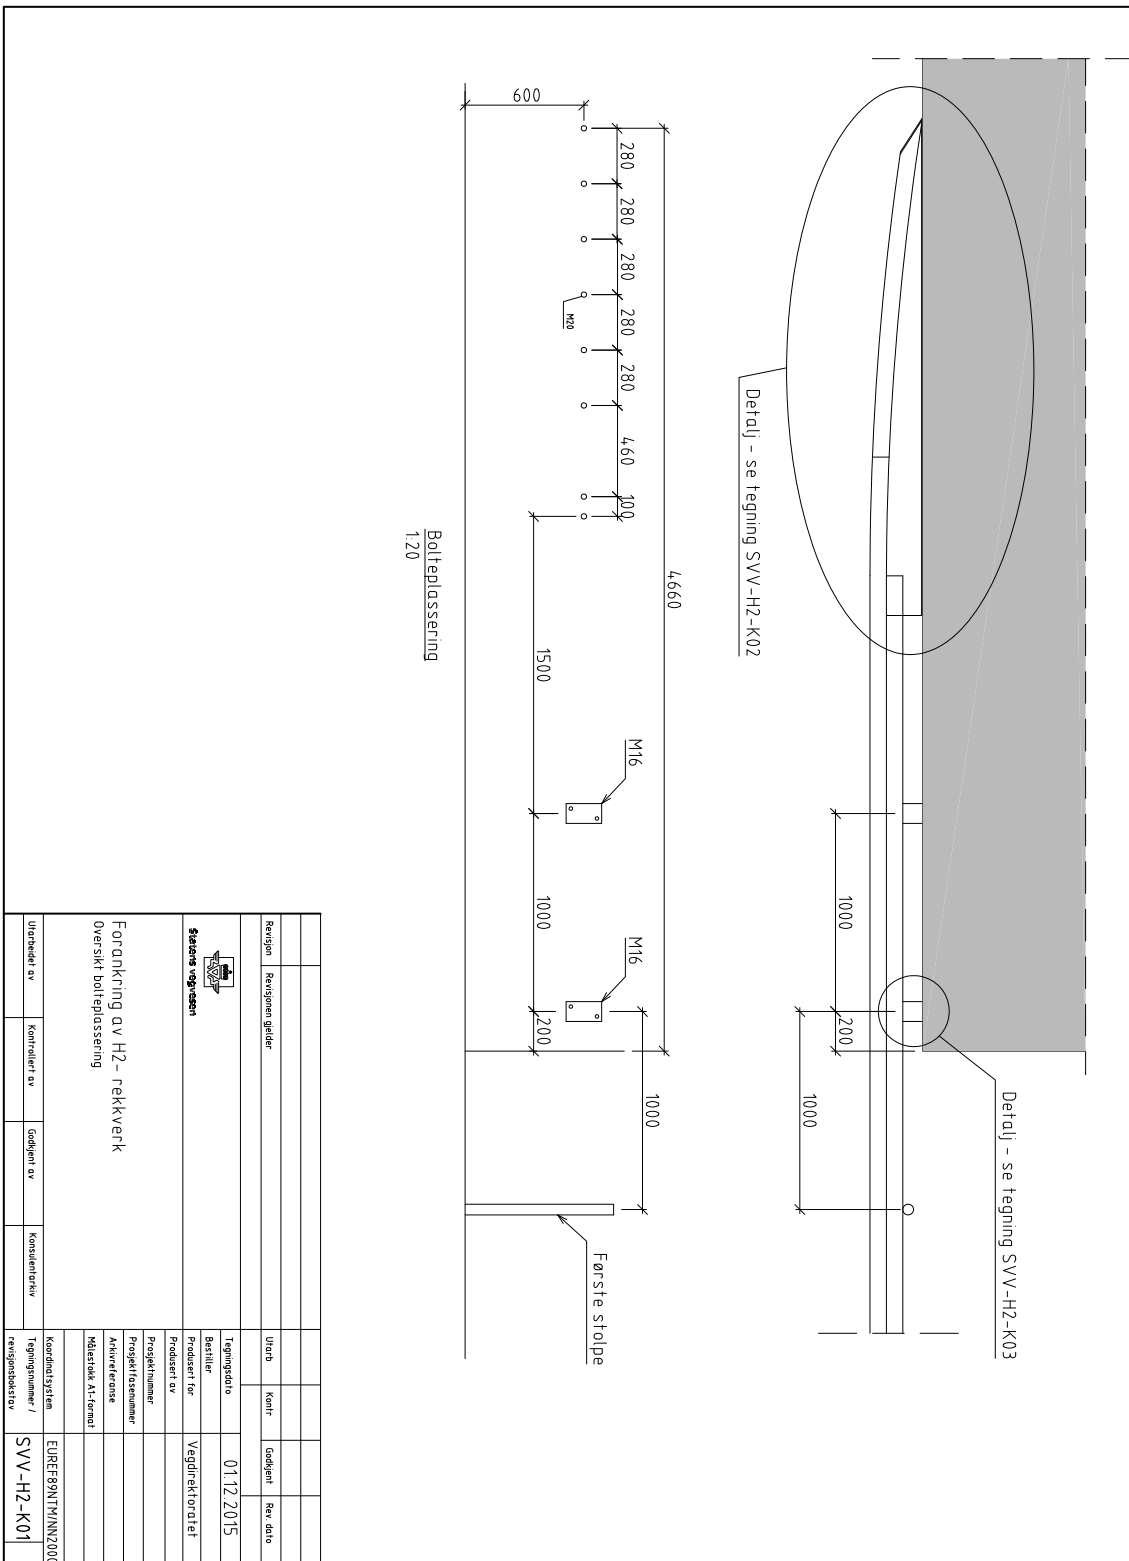 Detalj - se tegning SVV-H2-K03
Detalj - se tegning SVV-H2-K02
1000
200
1000
4660
280
280
280
280
280
460
100
600
M20
1500
1000
200
1000
M16
M16
Første stolpe
Bolteplassering
1:20
Revisjon
Revisjonen gjelder
Utarb
Kontr
Godkjent
Rev. dato
Statens vegvesen
Tegningsdato
01.12.2015
Bestiller
Produsert for
Vegdirektoratet
Produsert av
Prosjektnummer
Prosjektfasenummer
Arkivreferanse
Målestokk A1-format
Koordinatsystem
EUREF89NTM/NN2000
Forankring av H2- rekkverk
Oversikt bolteplassering
Utarbeidet av
Kontrollert av
Godkjent av
Konsulentarkiv
Tegningsnummer /
revisjonsbokstav
SVV-H2-K01